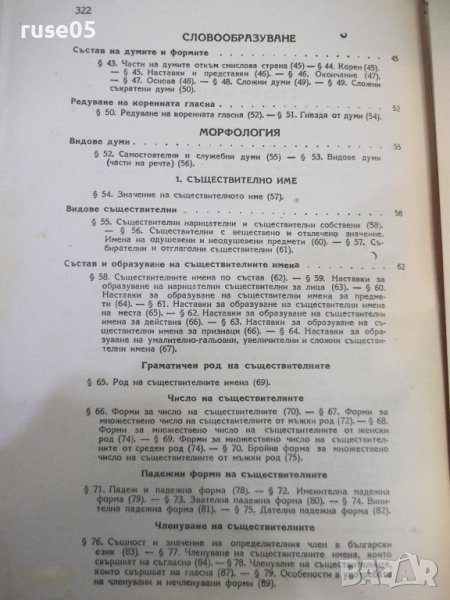 ruse05
322
СЛОВООБРАЗУВАНЕ
Състав на думите и формите 45
§ 43. Части на думите откъм смислова страна (45) — § 44. Корен (45).
— § 45. Наставки и представки (46). — § 46. Окончание (47).
— § 47. Основа (48). — § 48. Сложни думи (49). — § 49. Сложни
съкратени думи (50).
Редуване на коренната гласна 52
§ 50. Редуване на коренната гласна (52). — § 51. Гнезда от думи (54).
МОРФОЛОГИЯ
Видове думи 55
§ 52. Самостоятелни и служебни думи (55) — § 53. Видове думи
(части на речта) (56).
1. СЪЩЕСТВИТЕЛНО ИМЕ
§ 54. Значение на съществителното име (57).
Видове съществителни 58
§ 55. Съществителни нарицателни и съществителни собствени (58).
— § 56. Съществителни с веществено и отвлечено значение.
Имена на одушевени и неодушевени предмети (60). — § 57. Съ-
бирателни и отглаголни съществителни (61).
Състав и образуване на съществителните имена 62
§ 58. Съществителните имена по състав (62). — § 59. Наставки за
образуване на нарицателни съществителни за лица (63). — § 60.
Наставки за образуване на съществителни имена за предме-
ти (64). — § 61. Наставки за образуване на съществителни имена
на места (65). — § 62. Наставки за образуване на съществителни
имена за действия (66). — § 63. Наставки за образуване на съ-
ществителни имена за признаци (66). — § 64. Наставки за образу-
ване на умалително-гальовни, увеличителни и сложни съществи-
телни имена (67).
Граматичен род на съществителните
§ 65. Род на съществителните имена (69).
Число на съществителните
§ 66. Форми за число на съществителните (70). — § 67. Форми за
множествено число на съществителните от мъжки род (72). — § 68.
Форми за множествено число на съществителните от женски
род (74). — § 69. Форми за множествено число на съществител-
ните от среден род (74). — § 70. Бройна форма за множествено
число на съществителните от мъжки род (75).
Падежни форми на съществителните
§ 71. Падеж и падежна форма (78). — § 72. Именителна падежна
форма (79). — § 73. Звателна падежна форма (80). — § 74. Вини-
телна падежна форма (81). — § 75. Дателна падежна форма (82).
Членуване на съществителните
§ 76. Същност и значение на определителния член в български
език (83). — § 77. Членуване на съществителните имена, които
свършват на съгласна (84). — § 78. Членуване на съществителните,
които свършват на гласна (86). — § 79. Особености в употребата
на членувани и нечленувани форми (89).
bazar